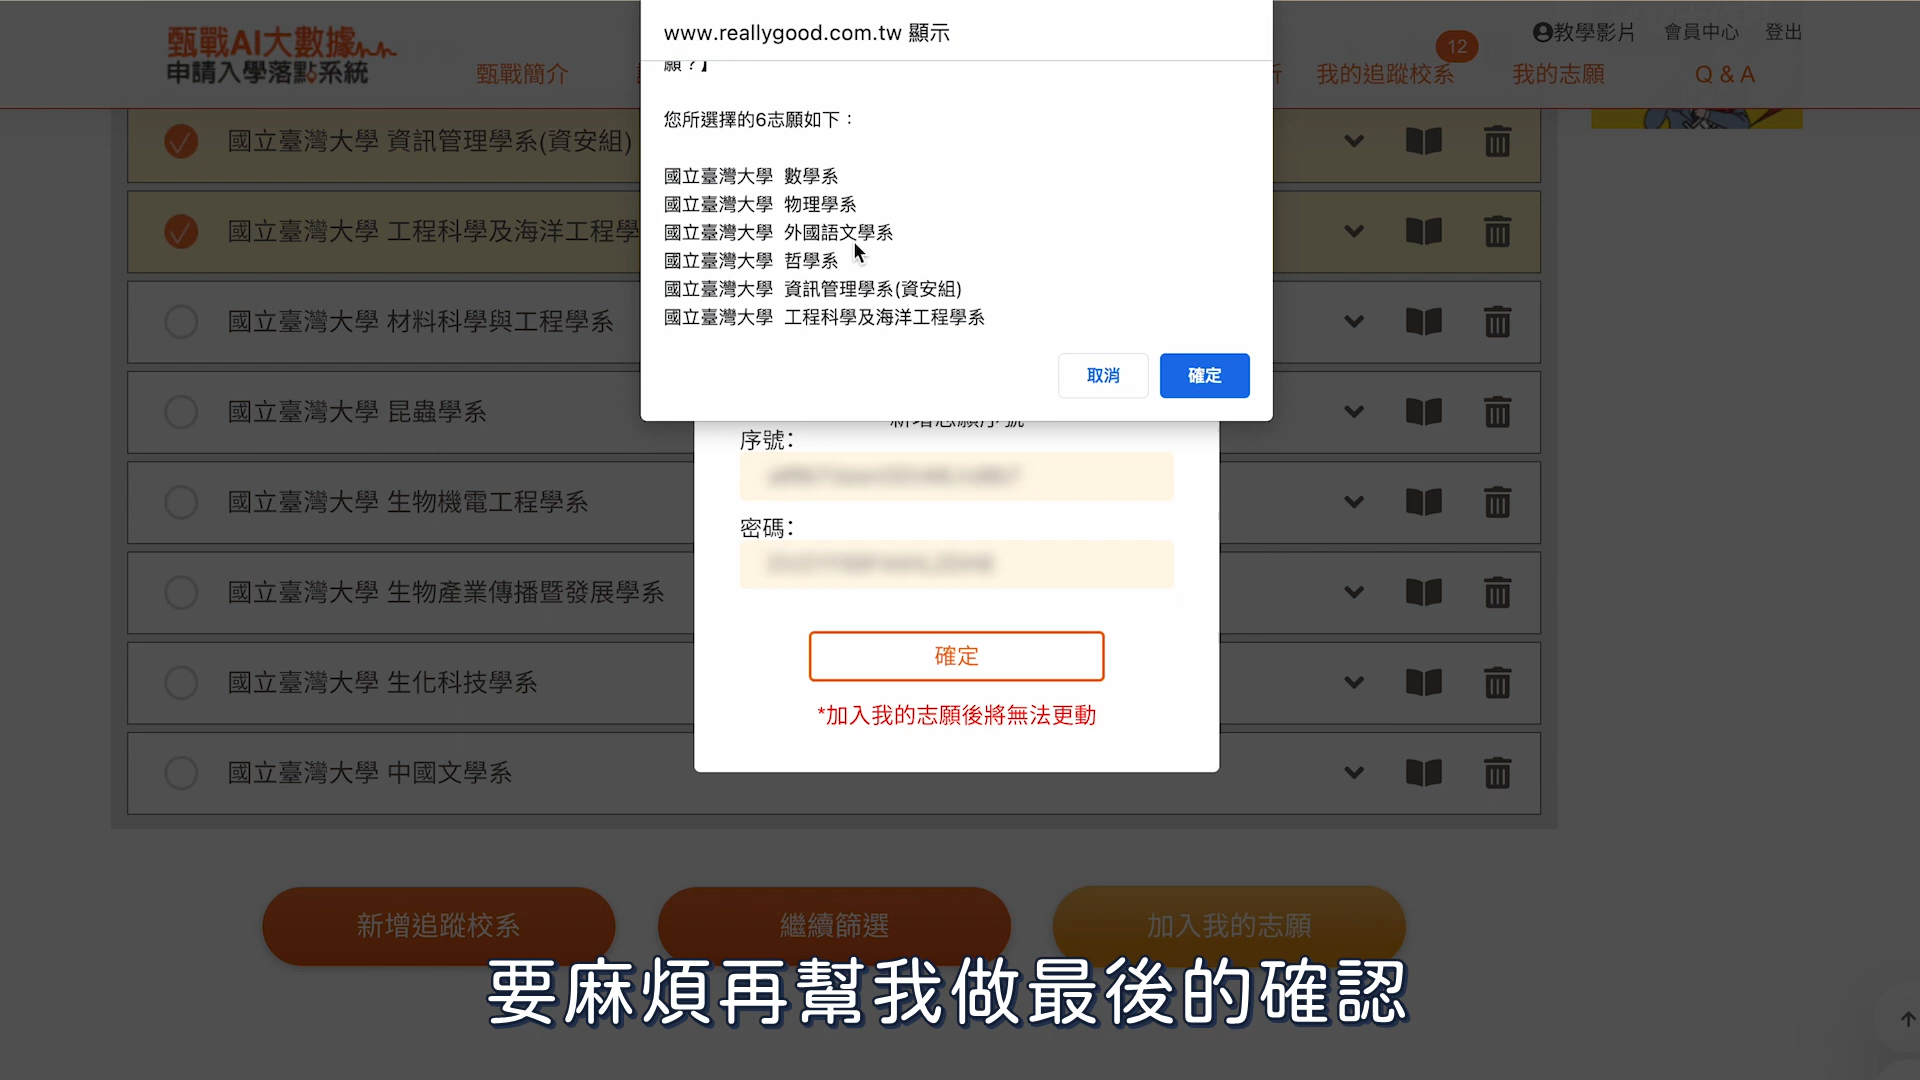 www.reallygood.com.tw 顯示
願？】
您所選擇的6志願如下：
國立臺灣大學 數學系
國立臺灣大學 物理學系
國立臺灣大學 外國語文學系
國立臺灣大學 哲學系
國立臺灣大學 資訊管理學系(資安組)
國立臺灣大學 工程科學及海洋工程學系
取消
確定
甄戰AI大數據
申請入學落點系統
甄戰簡介
12
我的追蹤校系
教學影片
會員中心
登出
我的志願
Q & A
國立臺灣大學 資訊管理學系(資安組)
國立臺灣大學 工程科學及海洋工程學
國立臺灣大學 材料科學與工程學系
國立臺灣大學 昆蟲學系
國立臺灣大學 生物機電工程學系
國立臺灣大學 生物產業傳播暨發展學系
國立臺灣大學 生化科技學系
國立臺灣大學 中國文學系
序號：
密碼：
確定
*加入我的志願後將無法更動
新增追蹤校系
繼續篩選
加入我的志願
要麻煩再幫我做最後的確認